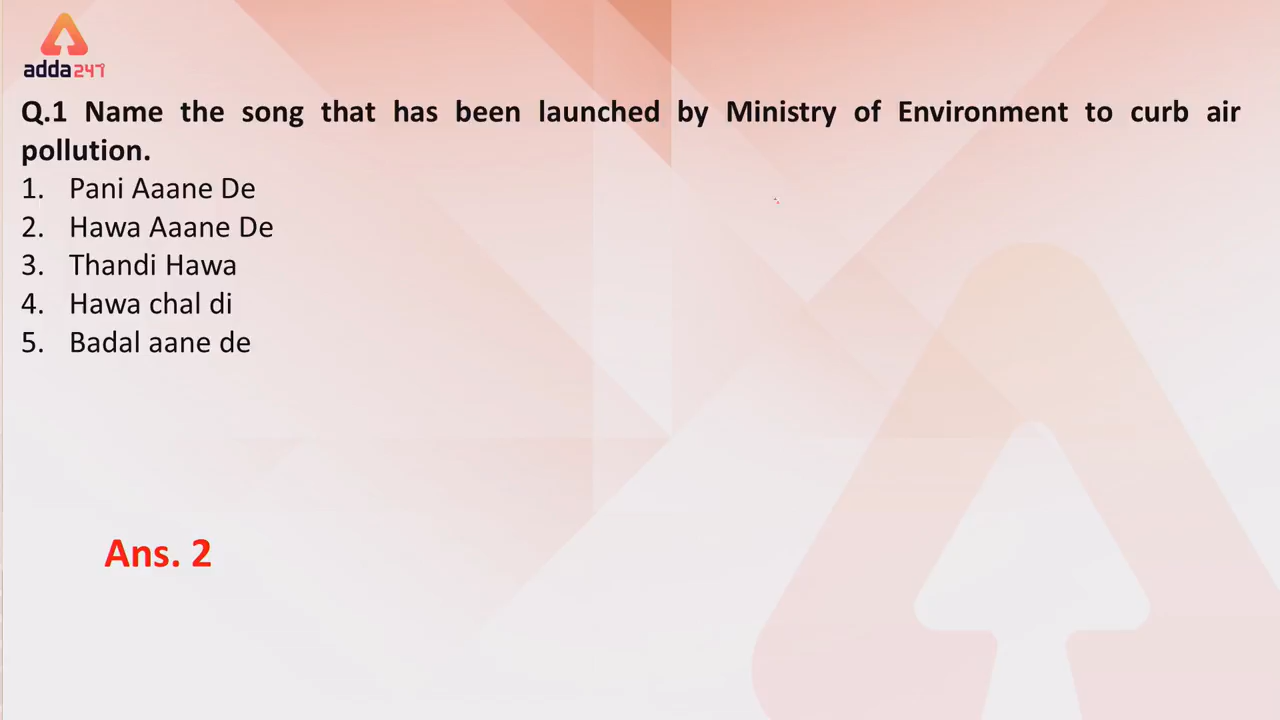 adda247
Q.1 Name the song that has been launched by Ministry of Environment to curb air
pollution.
1. Pani Aaane De
2. Hawa Aaane De
3. Thandi Hawa
4. Hawa chal di
5. Badal aane de
Ans. 2